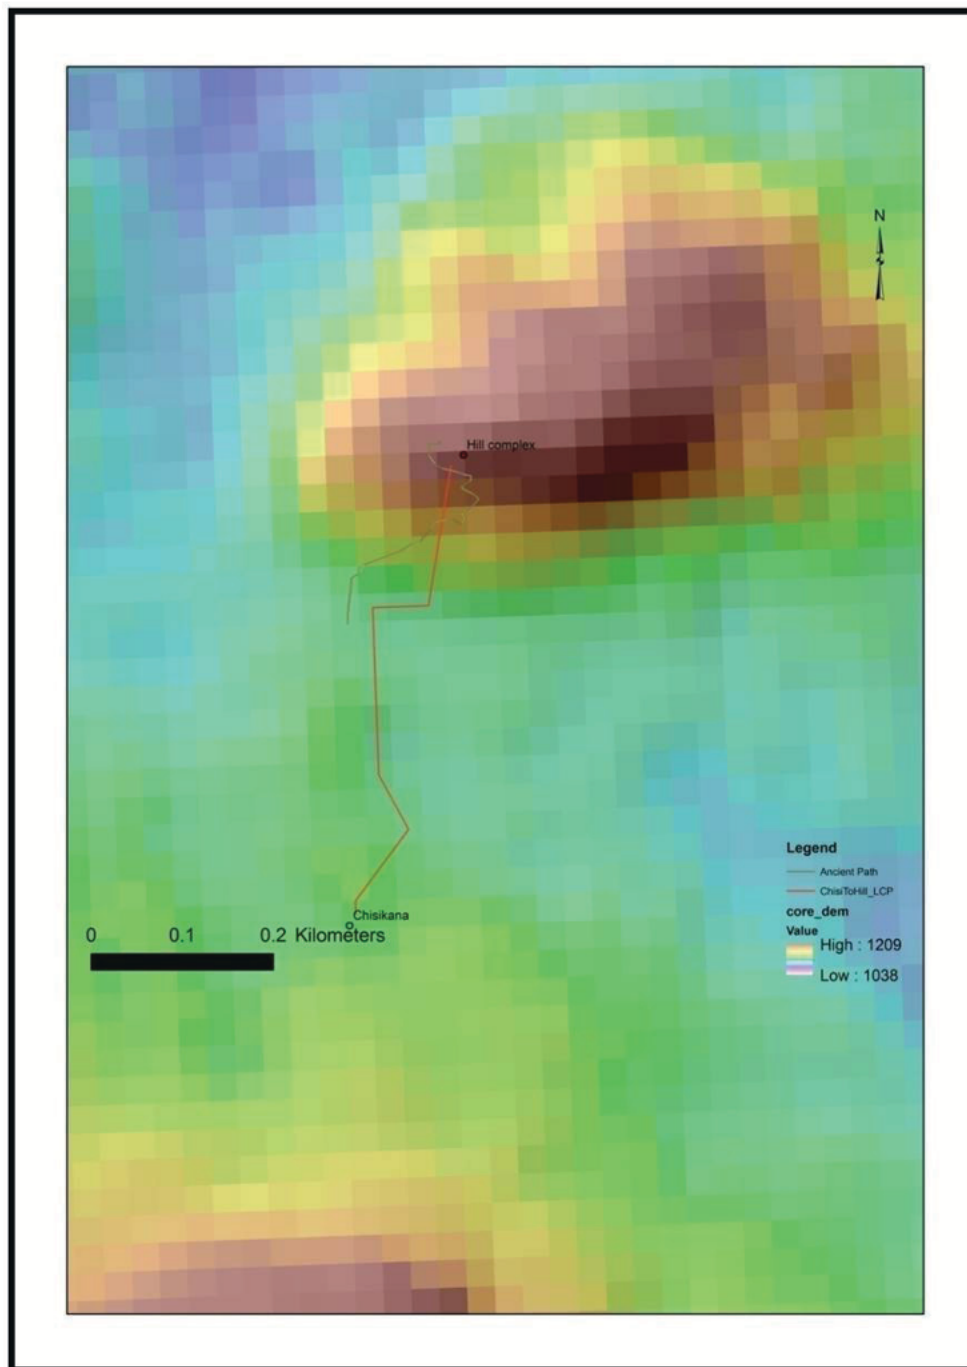 N
Hill complex
Chisikana
0 0.1 0.2 Kilometers
Legend
Ancient Path
ChisiToHill_LCP
core_dem
Value
High : 1209
Low : 1038